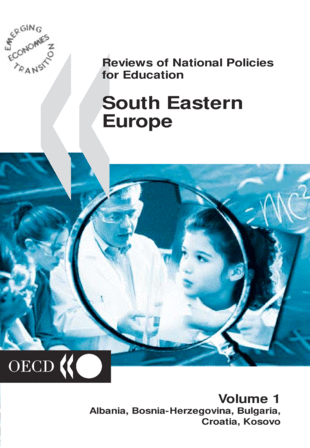 EMERGING
ECONOMIES
TRANSITION
Reviews of National Policies
for Education
South Eastern
Europe
MC²
OECD
Volume 1
Albania, Bosnia-Herzegovina, Bulgaria,
Croatia, Kosovo